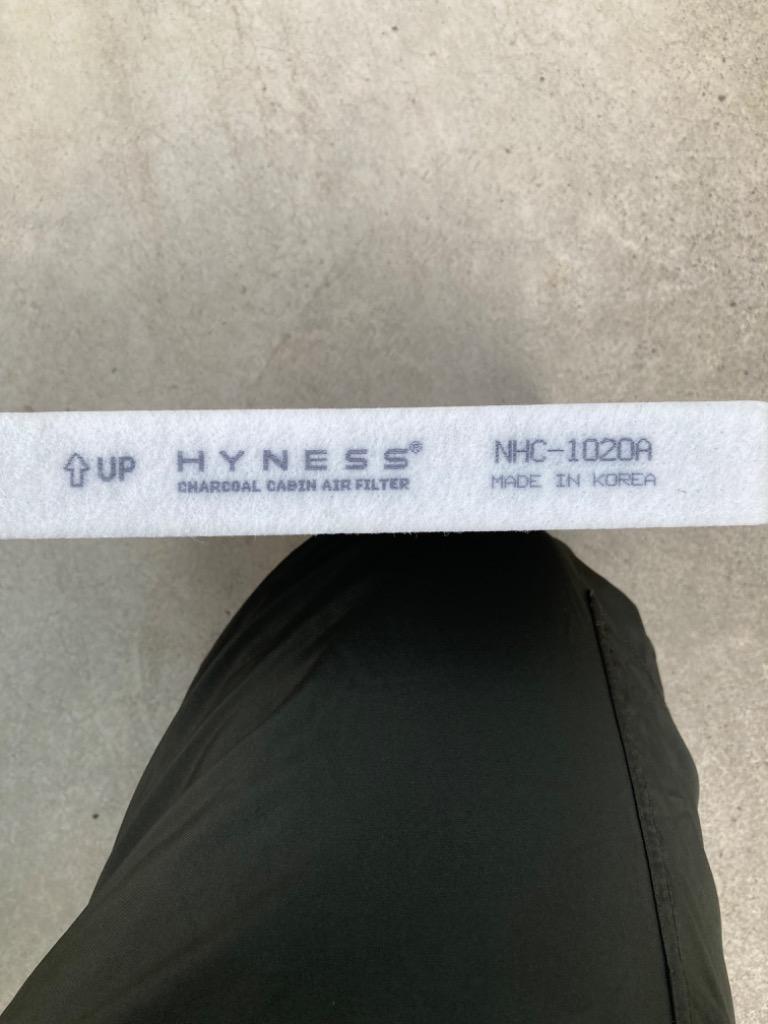 ⇧UP HYNESS® NHC-1020A
CHARCOAL CABIN AIR FILTER MADE IN KOREA